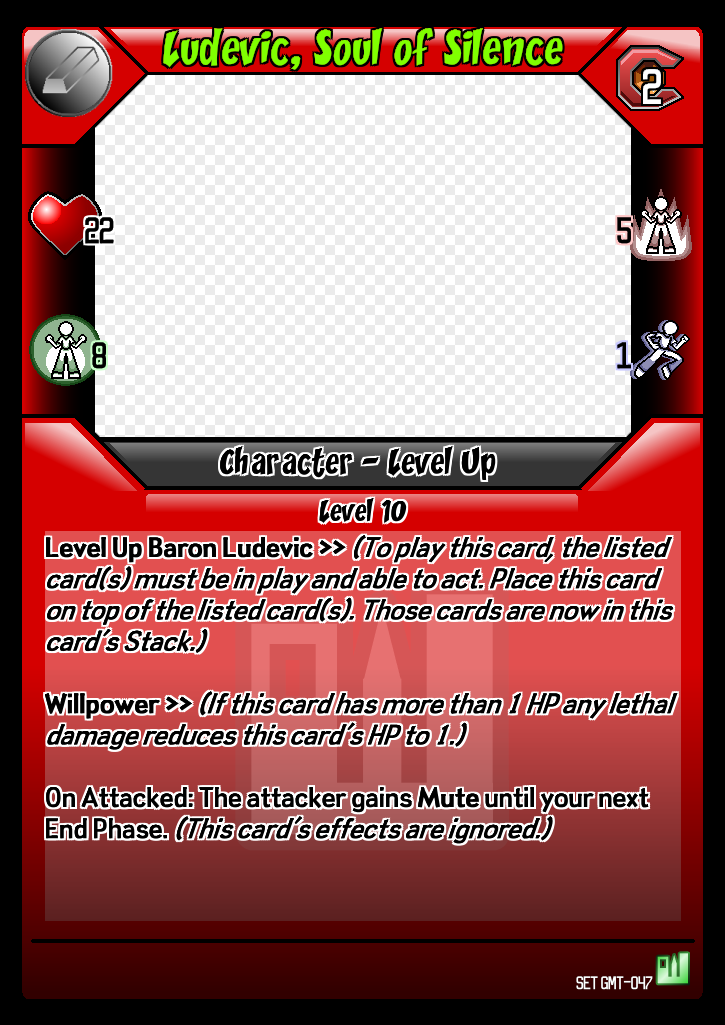 Ludevic, Soul of Silence
2
22
5
8
1
Character - Level Up
Level 10
Level Up Baron Ludevic >> (To play this card, the listed
card(s) must be in play and able to act. Place this card
on top of the listed card(s). Those cards are now in this
card's Stack.)
Willpower >> (If this card has more than 1 HP any lethal
damage reduces this card's HP to 1.)
On Attacked: The attacker gains Mute until your next
End Phase. (This card's effects are ignored.)
SET GMT-047